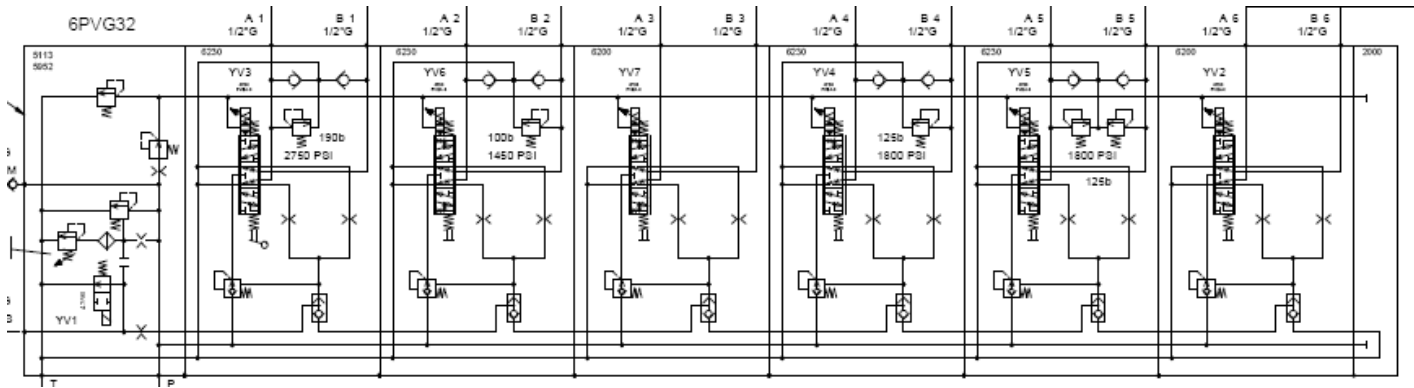 6PVG32
A 1 B 1 A 2 B 2 A 3 B 3 A 4 B 4 A 5 B 5 A 6 B 6
1/2"G 1/2"G 1/2"G 1/2"G 1/2"G 1/2"G 1/2"G 1/2"G 1/2"G 1/2"G 1/2"G 1/2"G
5113 6230 6230 6200 6230 6230 6200 2000
5952
YV3 YV6 YV7 YV4 YV5 YV2
190b 100b 125b
2750 PSI 1450 PSI 1800 PSI 1800 PSI
M
125b
YV1
T P